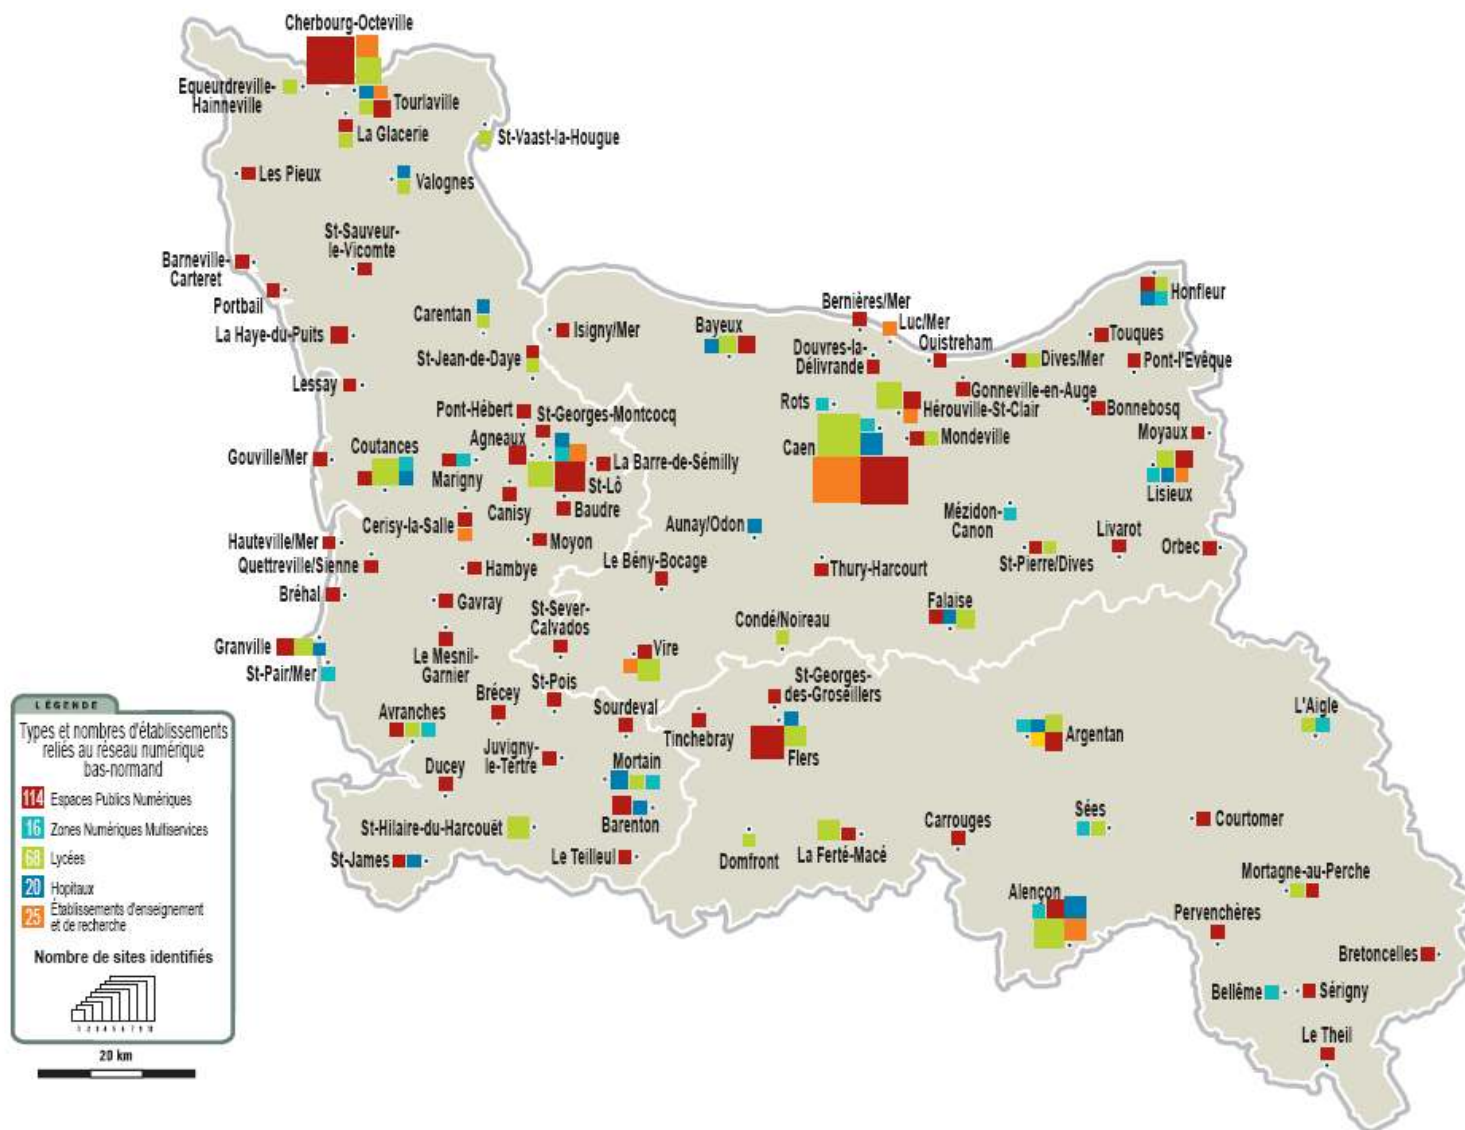 Cherbourg-Octeville
Equeurdreville-
Hainneville
Tourlaville
La Glacerie
St-Vaast-la-Hougue
Les Pieux
Valognes
St-Sauveur-
le-Vicomte
Barneville-
Carteret
Portbail
Carentan
La Haye-du-Puits
Isigny/Mer
St-Jean-de-Daye
Lessay
Bayeux
Bernières/Mer
Luc/Mer
Douvres-la-
Délivrande
Ouistreham
Honfleur
Touques
Dives/Mer
Pont-l'Evêque
Gonneville-en-Auge
Rots
Hérouville-St-Clair
Bonnebosq
Mondeville
Moyaux
Caen
Lisieux
Pont-Hébert
St-Georges-Montcocq
Agneaux
Coutances
Gouville/Mer
Marigny
La Barre-de-Sémilly
St-Lô
Canisy
Baudre
Cerisy-la-Salle
Moyon
Hauteville/Mer
Quettreville/Sienne
Hambye
Bréhal
Gavray
Aunay/Odon
Mézidon-
Canon
Livarot
St-Pierre/Dives
Orbec
Le Bény-Bocage
Thury-Harcourt
St-Sever-
Calvados
Condé/Noireau
Falaise
Granville
St-Pair/Mer
Le Mesnil-
Garnier
Vire
St-Pois
St-Georges-
des-Groseillers
Brécey
Sourdeval
Avranches
Tinchebray
Flers
Argentan
L'Aigle
Juvigny-
le-Tertre
Mortain
Ducey
Barenton
St-Hilaire-du-Harcouët
St-James
Le Teilleul
Domfront
La Ferté-Macé
Carrouges
Sées
Courtomer
Mortagne-au-Perche
Alençon
Pervenchères
Bretoncelles
Bellême
Sérigny
Le Theil
LÉGENDE
Types et nombres d'établissements
reliés au réseau numérique
bas-normand
114 Espaces Publics Numériques
16 Zones Numériques Multiservices
68 Lycées
20 Hopitaux
25 Établissements d'enseignement
et de recherche
Nombre de sites identifiés
1 2 3 4 5 6 7 8 9 10
20 km